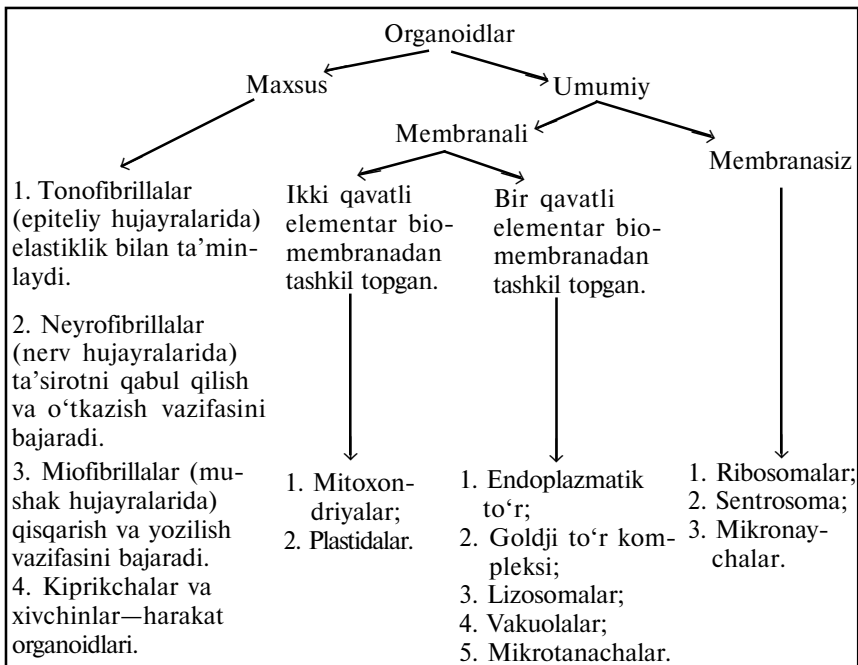 Organoidlar
Maxsus
Umumiy
Membranali
Membranasiz
1. Tonofibrillalar
(epiteliy hujayralarida)
elastiklik bilan ta’min-
laydi.
2. Neyrofibrillalar
(nerv hujayralarida)
ta’sirotni qabul qilish
va o‘tkazish vazifasini
bajaradi.
3. Miofibrillalar (mu-
shak hujayralarida)
qisqarish va yozilish
vazifasini bajaradi.
4. Kiprikchalar va
xivchinlar—harakat
organoidlari.
Ikki qavatli
elementar bio-
membranadan
tashkil topgan.
1. Mitoxon-
driyalar;
2. Plastidalar.
Bir qavatli
elementar bio-
membranadan
tashkil topgan.
1. Endoplazmatik
to‘r;
2. Goldji to‘r kom-
pleksi;
3. Lizosomalar;
4. Vakuolalar;
5. Mikrotanachalar.
1. Ribosomalar;
2. Sentrosoma;
3. Mikronay-
chalar.